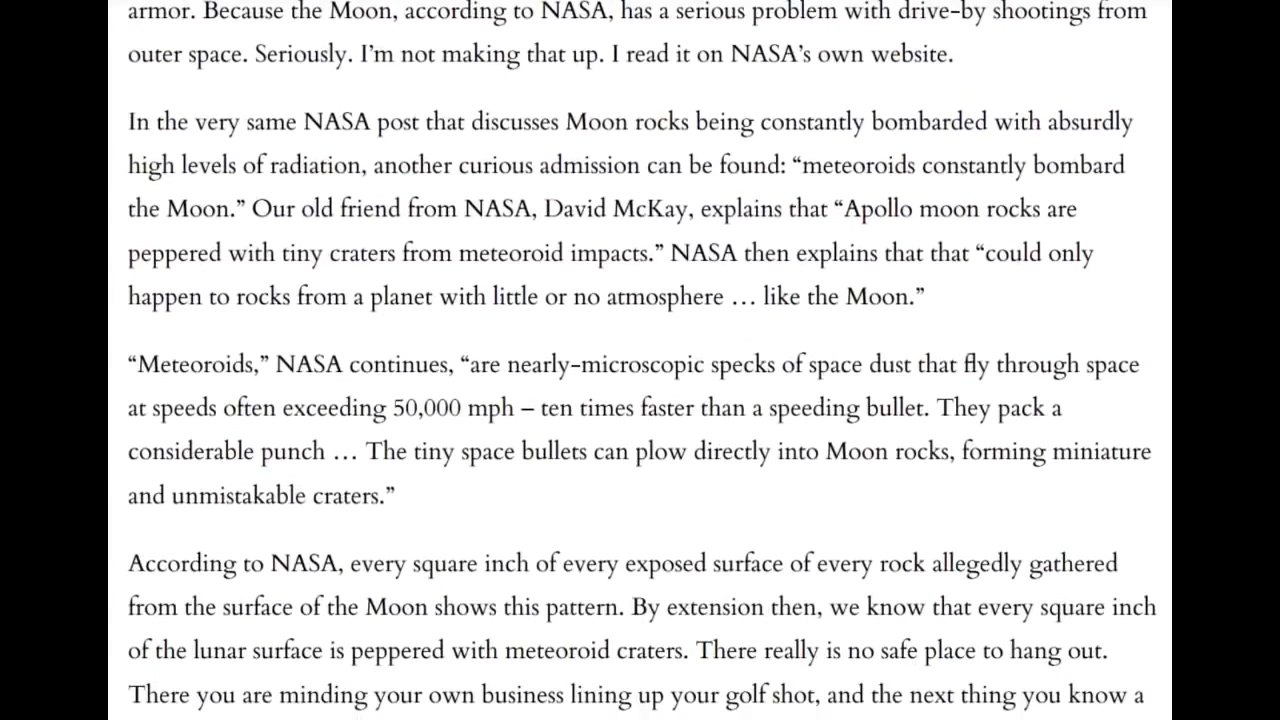 armor. Because the Moon, according to NASA, has a serious problem with drive-by shootings from
outer space. Seriously. I’m not making that up. I read it on NASA’s own website.
In the very same NASA post that discusses Moon rocks being constantly bombarded with absurdly
high levels of radiation, another curious admission can be found: “meteoroids constantly bombard
the Moon.” Our old friend from NASA, David McKay, explains that “Apollo moon rocks are
peppered with tiny craters from meteoroid impacts.” NASA then explains that that “could only
happen to rocks from a planet with little or no atmosphere … like the Moon.”
“Meteoroids,” NASA continues, “are nearly-microscopic specks of space dust that fly through space
at speeds often exceeding 50,000 mph – ten times faster than a speeding bullet. They pack a
considerable punch … The tiny space bullets can plow directly into Moon rocks, forming miniature
and unmistakable craters.”
According to NASA, every square inch of every exposed surface of every rock allegedly gathered
from the surface of the Moon shows this pattern. By extension then, we know that every square inch
of the lunar surface is peppered with meteoroid craters. There really is no safe place to hang out.
There you are minding your own business lining up your golf shot, and the next thing you know a